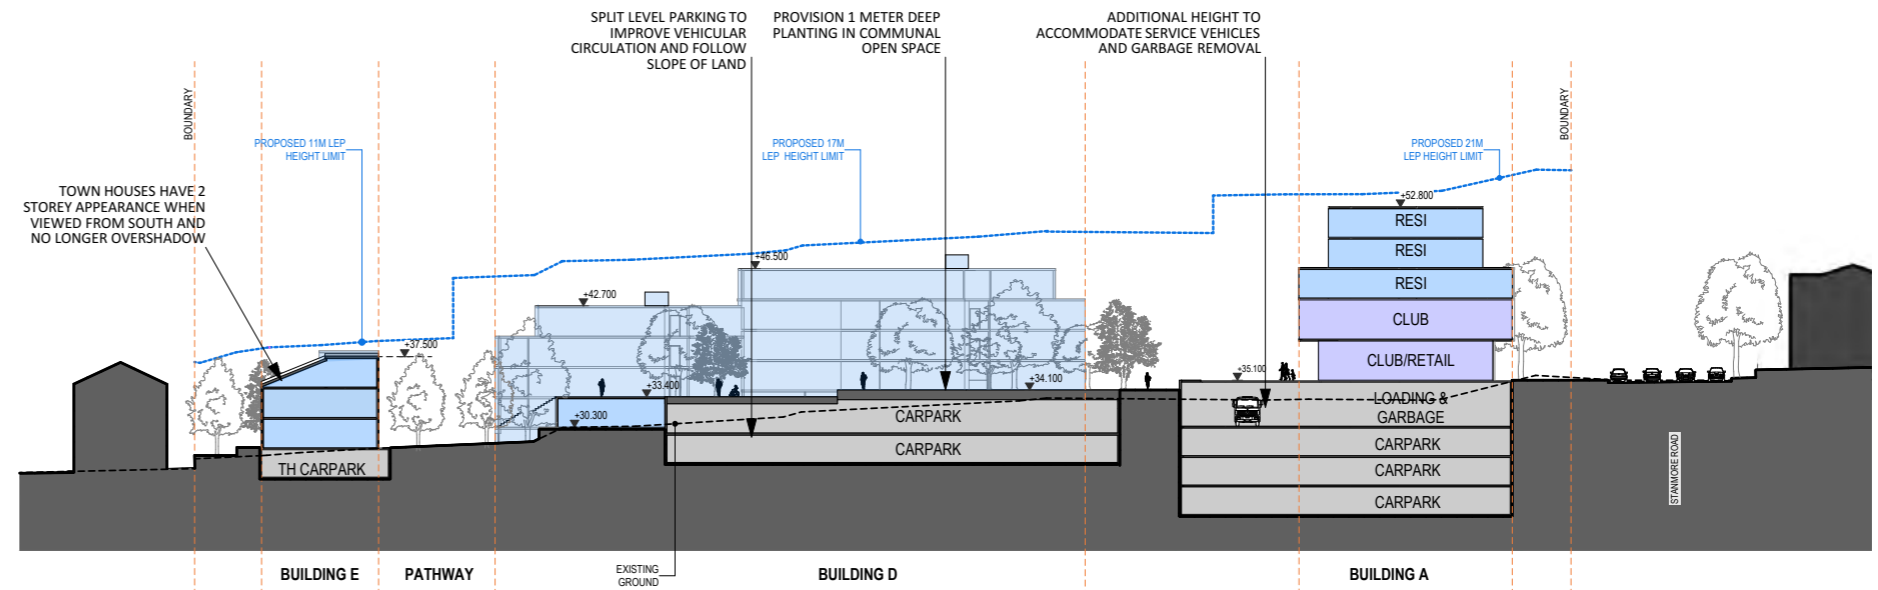 SPLIT LEVEL PARKING TO
IMPROVE VEHICULAR
CIRCULATION AND FOLLOW
SLOPE OF LAND
PROVISION 1 METER DEEP
PLANTING IN COMMUNAL
OPEN SPACE
ADDITIONAL HEIGHT TO
ACCOMMODATE SERVICE VEHICLES
AND GARBAGE REMOVAL
BOUNDARY
BOUNDARY
PROPOSED 11M LEP
HEIGHT LIMIT
PROPOSED 17M
LEP HEIGHT LIMIT
PROPOSED 21M
LEP HEIGHT LIMIT
TOWN HOUSES HAVE 2
STOREY APPEARANCE WHEN
VIEWED FROM SOUTH AND
NO LONGER OVERSHADOW
+52.800
RESI
RESI
RESI
CLUB
CLUB/RETAIL
+46.500
+42.700
+37.500
+35.100
+33.400
+34.100
+30.300
LOADING &
GARBAGE
CARPARK
CARPARK
CARPARK
CARPARK
CARPARK
TH CARPARK
STANMORE ROAD
EXISTING
GROUND
BUILDING E
PATHWAY
BUILDING D
BUILDING A